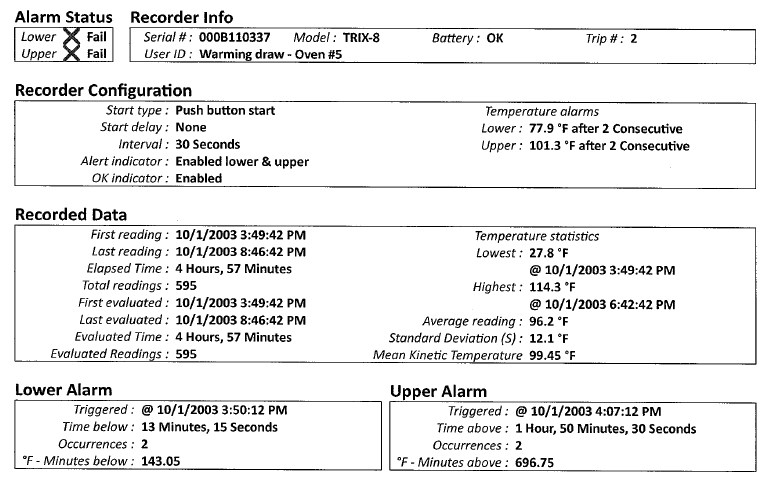 Alarm Status
Lower X Fail
Upper X Fail
Recorder Info
Serial # : 000B110337 Model : TRIX-8 Battery : OK Trip # : 2
User ID : Warming draw - Oven #5
Recorder Configuration
Start type : Push button start
Start delay : None
Interval : 30 Seconds
Alert indicator : Enabled lower & upper
OK indicator : Enabled
Temperature alarms
Lower : 77.9 °F after 2 Consecutive
Upper : 101.3 °F after 2 Consecutive
Recorded Data
First reading : 10/1/2003 3:49:42 PM
Last reading : 10/1/2003 8:46:42 PM
Elapsed Time : 4 Hours, 57 Minutes
Total readings : 595
First evaluated : 10/1/2003 3:49:42 PM
Last evaluated : 10/1/2003 8:46:42 PM
Evaluated Time : 4 Hours, 57 Minutes
Evaluated Readings : 595
Temperature statistics
Lowest : 27.8 °F
@ 10/1/2003 3:49:42 PM
Highest : 114.3 °F
@ 10/1/2003 6:42:42 PM
Average reading : 96.2 °F
Standard Deviation (S) : 12.1 °F
Mean Kinetic Temperature 99.45 °F
Lower Alarm
Triggered : @ 10/1/2003 3:50:12 PM
Time below : 13 Minutes, 15 Seconds
Occurrences : 2
°F - Minutes below : 143.05
Upper Alarm
Triggered : @ 10/1/2003 4:07:12 PM
Time above : 1 Hour, 50 Minutes, 30 Seconds
Occurrences : 2
°F - Minutes above : 696.75